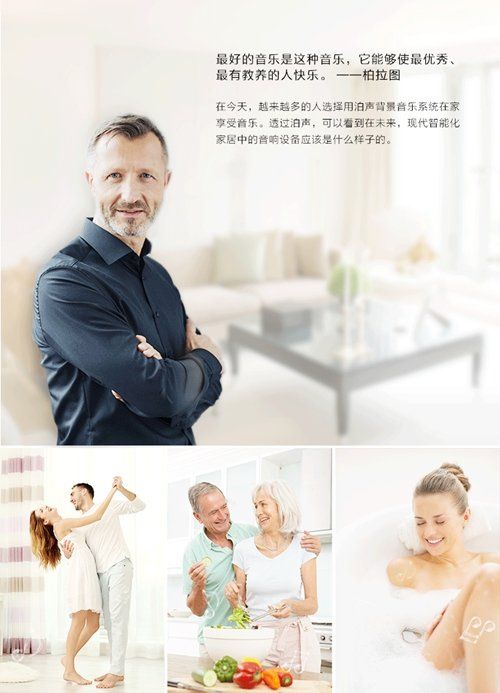 最好的音乐是这种音乐，它能够使最优秀、
最有教养的人快乐。 ——柏拉图
在今天，越来越多的人选择用泊声背景音乐系统在家
享受音乐。透过泊声，可以看到在未来，现代智能化
家居中的音响设备应该是什么样子的。